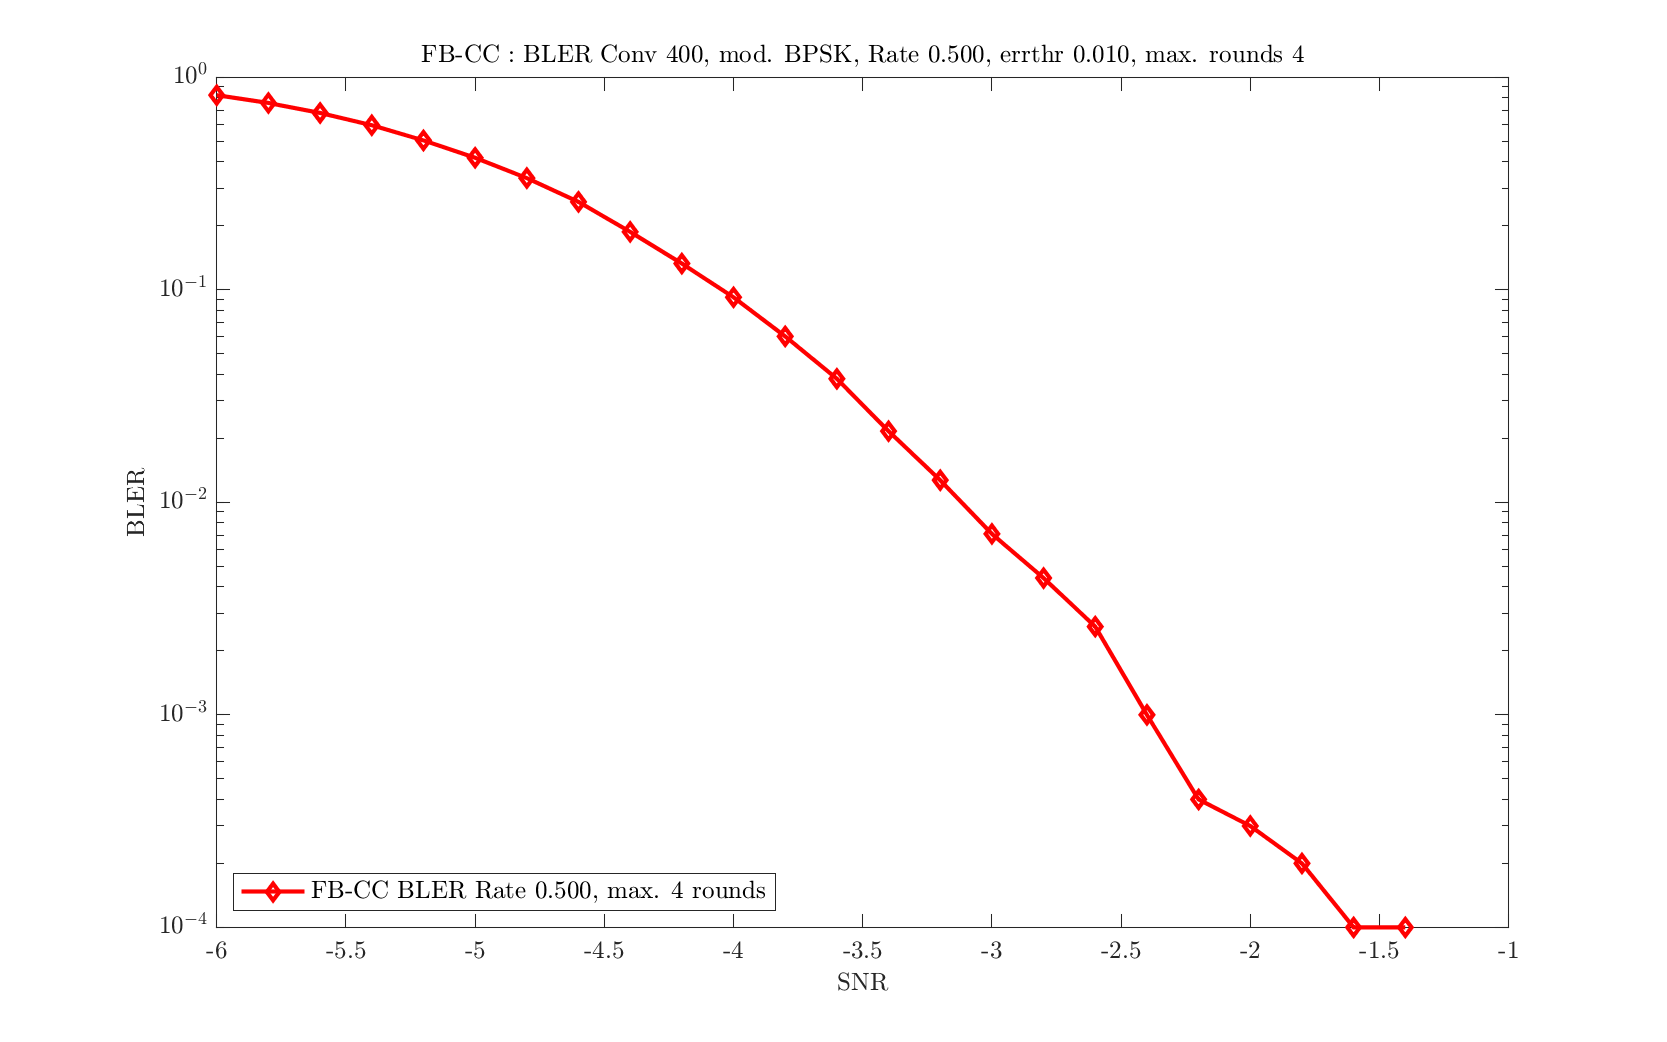 FB-CC : BLER Conv 400, mod. BPSK, Rate 0.500, errthr 0.010, max. rounds 4
10^0
10^-1
10^-2
10^-3
10^-4
BLER
FB-CC BLER Rate 0.500, max. 4 rounds
-6 -5.5 -5 -4.5 -4 -3.5 -3 -2.5 -2 -1.5 -1
SNR